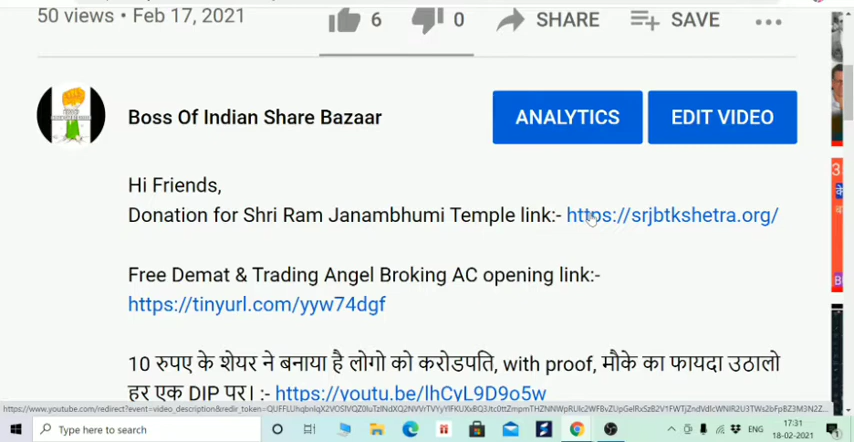 50 views • Feb 17, 2021 6 0 SHARE SAVE
Boss Of Indian Share Bazaar ANALYTICS EDIT VIDEO
Hi Friends,
Donation for Shri Ram Janambhumi Temple link:- https://srjbtkshetra.org/
Free Demat & Trading Angel Broking AC opening link:-
https://tinyurl.com/yyw74dgf
10 रुपए के शेयर ने बनाया है लोगो को करोडपति, with proof, मौके का फायदा उठालो
हर एक DIP पर। :- https://youtu.be/lhCyL9D9o5w
Type here to search
ENG
17:31
18-02-2021